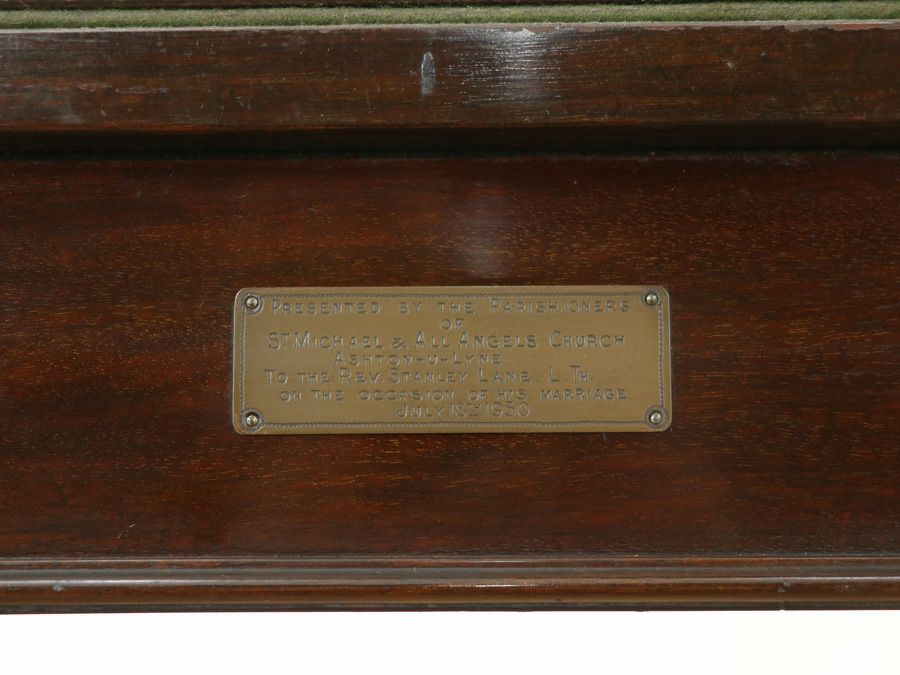 PRESENTED BY THE PARISHIONERS
OF
ST MICHAEL & ALL ANGELS CHURCH
ASHTON-U-LYNE
TO THE REV. STANLEY LANE. L.TH.
ON THE OCCASION OF HIS MARRIAGE
JULY 18TH 1930